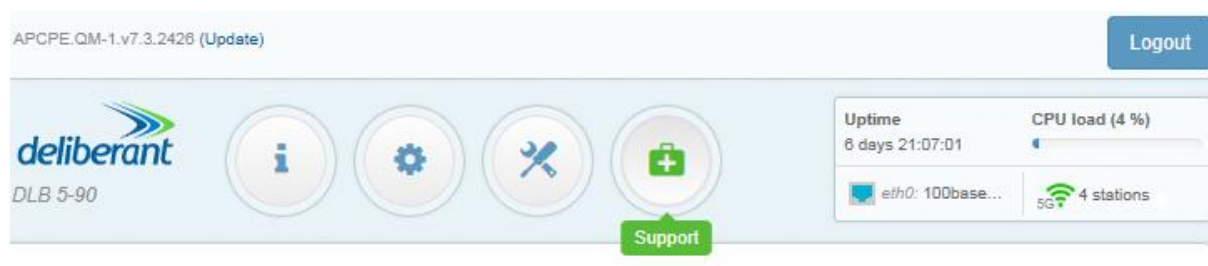 APCPE.QM-1.v7.3.2426 (Update)
Logout
deliberant
DLB 5-90
Support
Uptime
6 days 21:07:01
CPU load (4 %)
eth0: 100base...
5G 4 stations